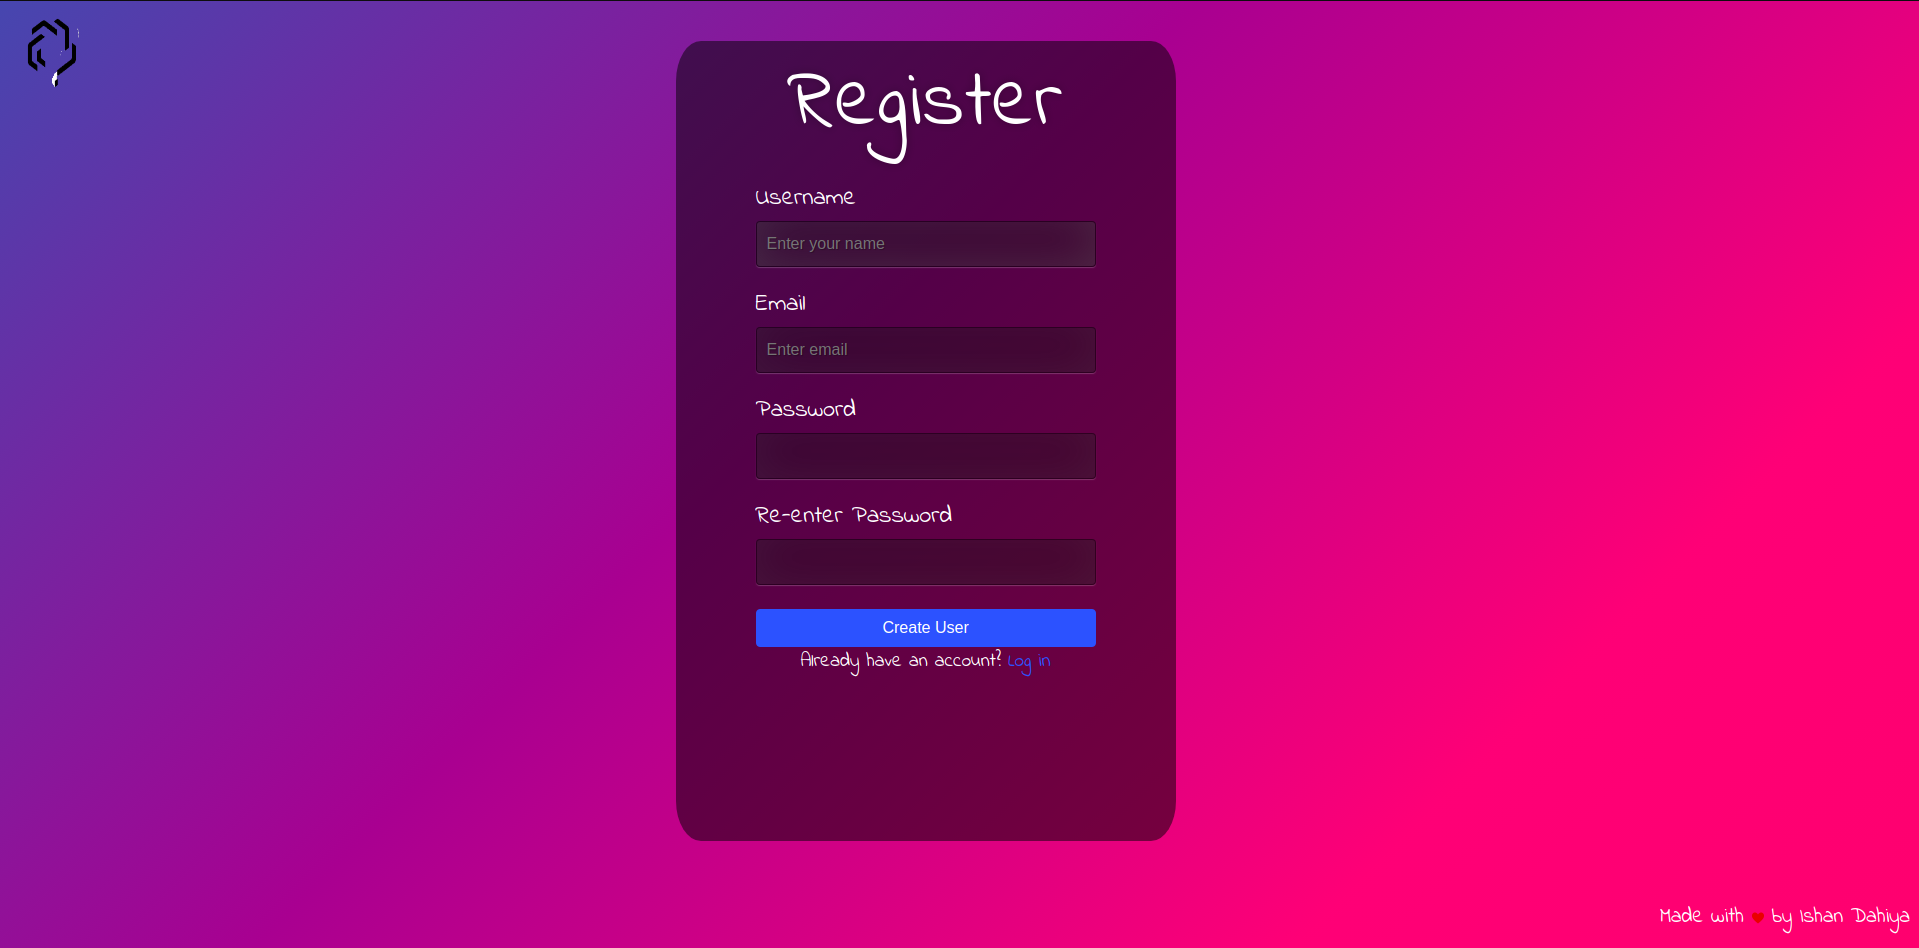 Register
Username
Enter your name
Email
Enter email
Password
Re-enter Password
Create User
Already have an account? Log in
Made with ❤ by Ishan Dahiya